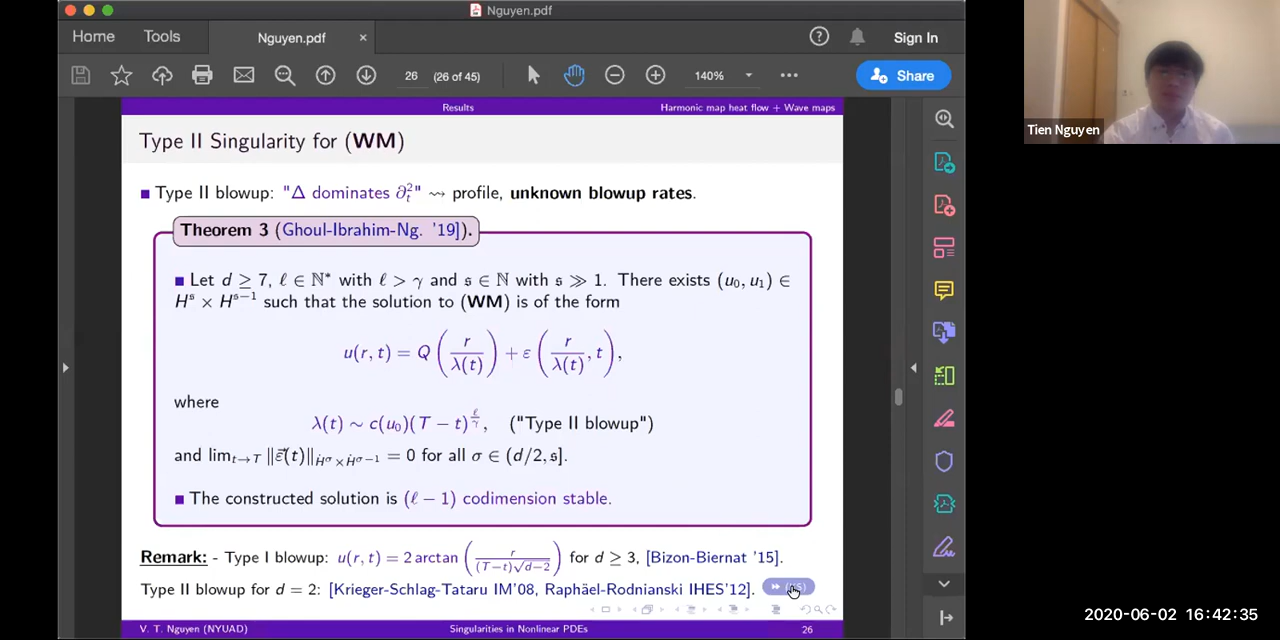 Nguyen.pdf
Home Tools Nguyen.pdf × Sign In
26 (26 of 45) 140% Share
Results Harmonic map heat flow + Wave maps
Type II Singularity for (WM)
■ Type II blowup: "Δ dominates ∂_t^2" ⇝ profile, unknown blowup rates.
Theorem 3 (Ghoul-Ibrahim-Ng. '19]).
■ Let d ≥ 7, ℓ ∈ ℕ* with ℓ > γ and 𝔰 ∈ ℕ with 𝔰 ≫ 1. There exists (u₀, u₁) ∈
H^𝔰 × H^{𝔰−1} such that the solution to (WM) is of the form
u(r, t) = Q(r/λ(t)) + ε(r/λ(t), t),
where
λ(t) ∼ c(u₀)(T − t)^{ℓ/γ}, ("Type II blowup")
and lim_{t→T} ‖ε⃗(t)‖_{Ḣ^σ×Ḣ^{σ−1}} = 0 for all σ ∈ (d/2, 𝔰].
■ The constructed solution is (ℓ − 1) codimension stable.
Remark: - Type I blowup: u(r, t) = 2 arctan(r/((T−t)√(d−2))) for d ≥ 3, [Bizon-Biernat '15].
Type II blowup for d = 2: [Krieger-Schlag-Tataru IM'08, Raphäel-Rodnianski IHES'12].
V. T. Nguyen (NYUAD) Singularities in Nonlinear PDEs 26
Tien Nguyen
2020-06-02 16:42:35